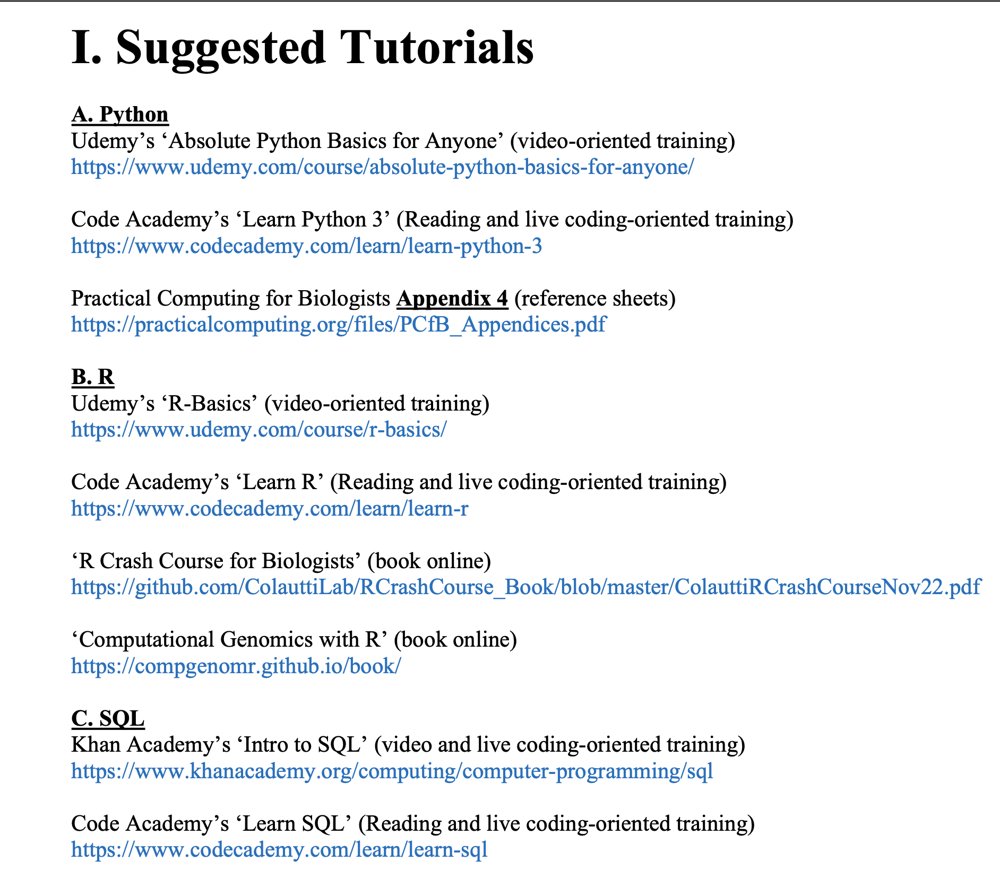 I. Suggested Tutorials
A. Python
Udemy’s ‘Absolute Python Basics for Anyone’ (video-oriented training)
https://www.udemy.com/course/absolute-python-basics-for-anyone/
Code Academy’s ‘Learn Python 3’ (Reading and live coding-oriented training)
https://www.codecademy.com/learn/learn-python-3
Practical Computing for Biologists Appendix 4 (reference sheets)
https://practicalcomputing.org/files/PCfB_Appendices.pdf
B. R
Udemy’s ‘R-Basics’ (video-oriented training)
https://www.udemy.com/course/r-basics/
Code Academy’s ‘Learn R’ (Reading and live coding-oriented training)
https://www.codecademy.com/learn/learn-r
‘R Crash Course for Biologists’ (book online)
https://github.com/ColauttiLab/RCrashCourse_Book/blob/master/ColauttiRCrashCourseNov22.pdf
‘Computational Genomics with R’ (book online)
https://compgenomr.github.io/book/
C. SQL
Khan Academy’s ‘Intro to SQL’ (video and live coding-oriented training)
https://www.khanacademy.org/computing/computer-programming/sql
Code Academy’s ‘Learn SQL’ (Reading and live coding-oriented training)
https://www.codecademy.com/learn/learn-sql